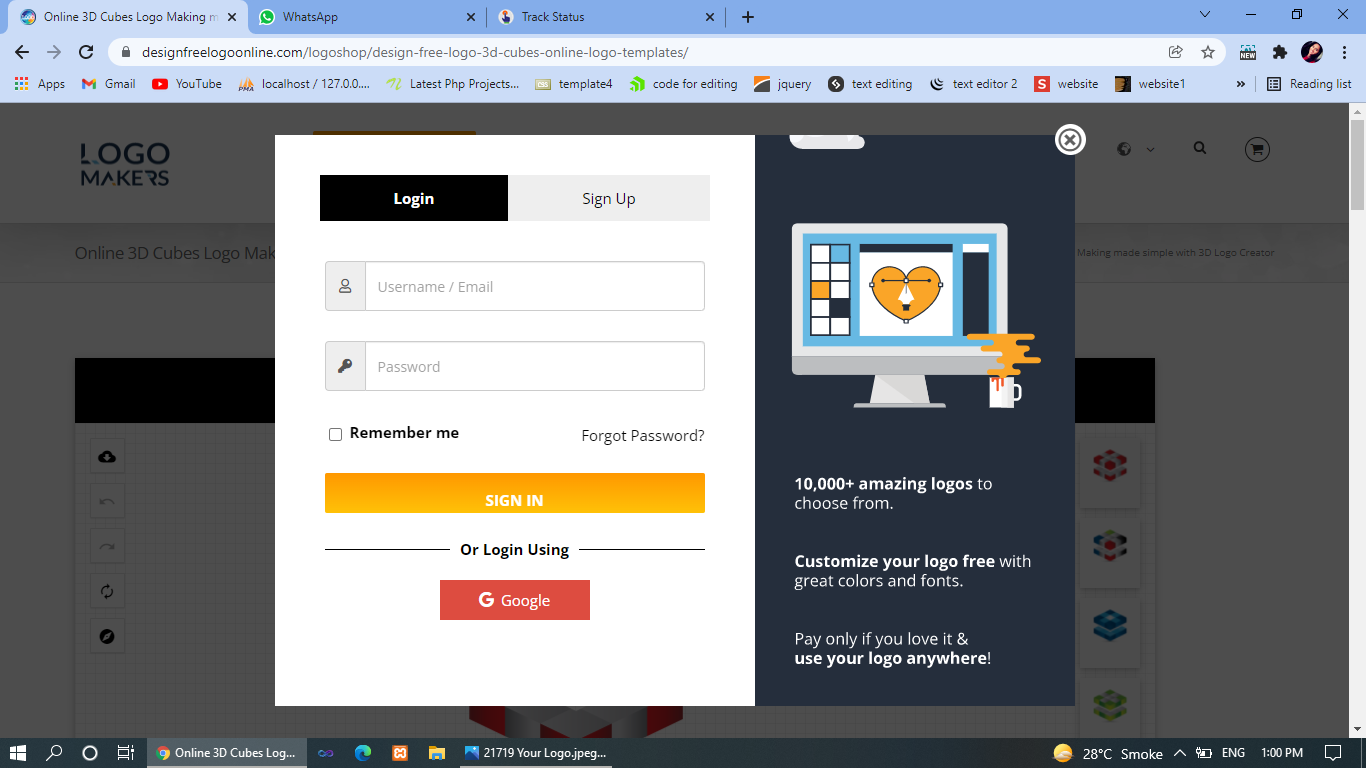 Online 3D Cubes Logo Making m
WhatsApp
Track Status
designfreelogoonline.com/logoshop/design-free-logo-3d-cubes-online-logo-templates/
NEW
Apps
Gmail
YouTube
localhost / 127.0.0....
Latest Php Projects...
template4
code for editing
jquery
text editing
text editor 2
website
website1
»
Reading list
LOGO
MAKERS
Online 3D Cubes Logo Mak
Making made simple with 3D Logo Creator
Login
Sign Up
Username / Email
Password
Remember me
Forgot Password?
SIGN IN
Or Login Using
G Google
10,000+ amazing logos to
choose from.
Customize your logo free with
great colors and fonts.
Pay only if you love it &
use your logo anywhere!
Online 3D Cubes Log...
21719 Your Logo.jpeg...
28°C Smoke
ENG
1:00 PM